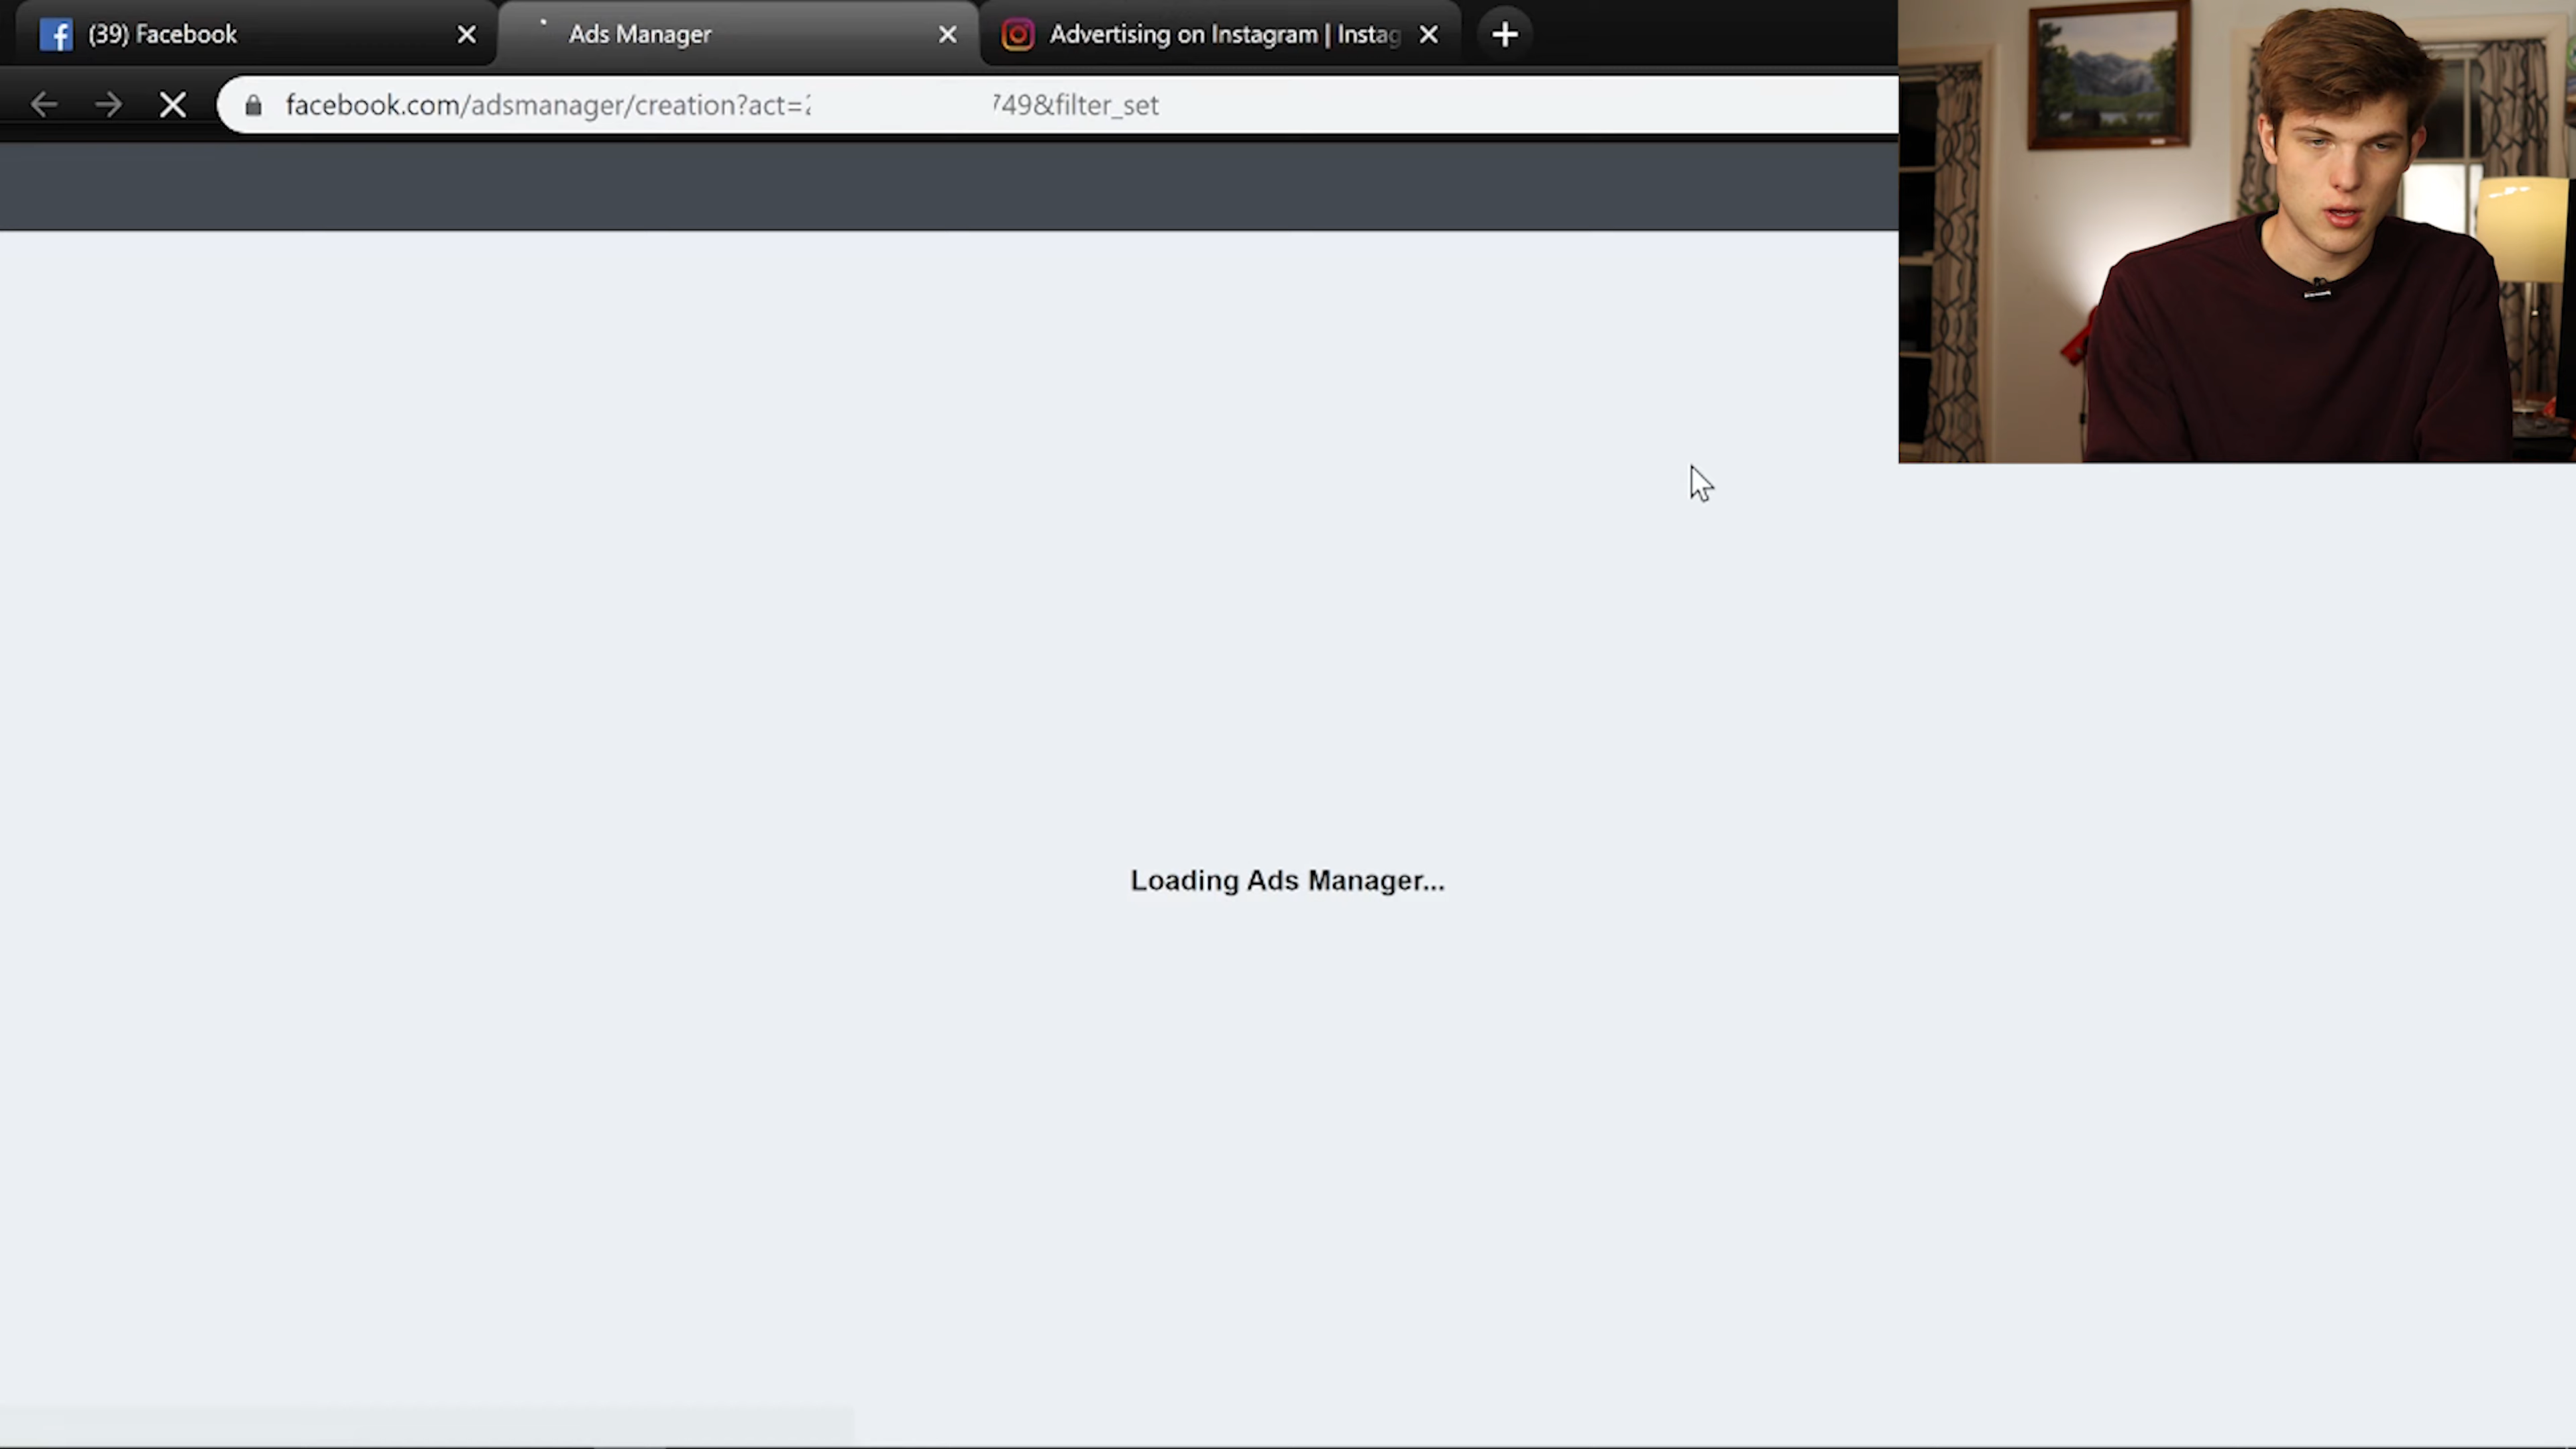 (39) Facebook
Ads Manager
Advertising on Instagram | Instag
facebook.com/adsmanager/creation?act=
749&filter_set
Loading Ads Manager...